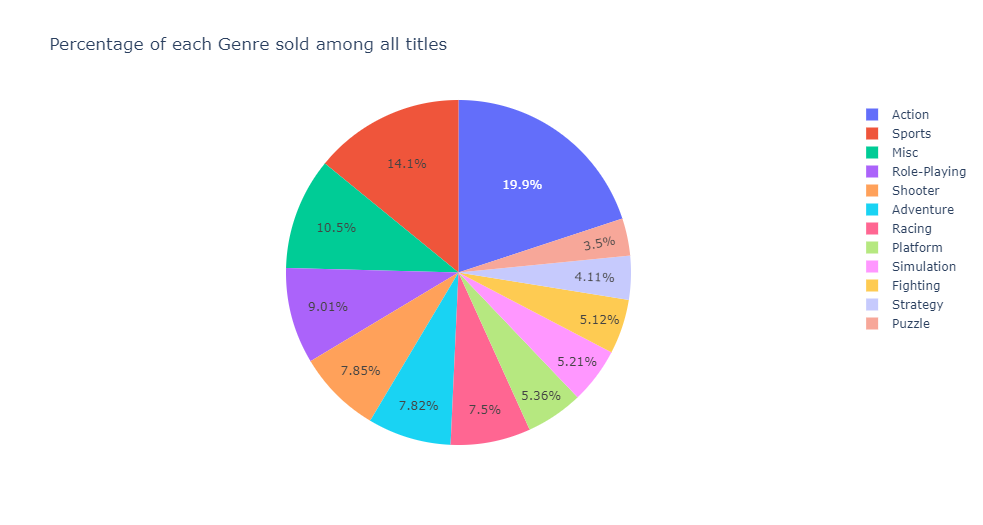 Percentage of each Genre sold among all titles
19.9%
14.1%
10.5%
9.01%
7.85%
7.82%
7.5%
5.36%
5.21%
5.12%
4.11%
3.5%
Action
Sports
Misc
Role-Playing
Shooter
Adventure
Racing
Platform
Simulation
Fighting
Strategy
Puzzle